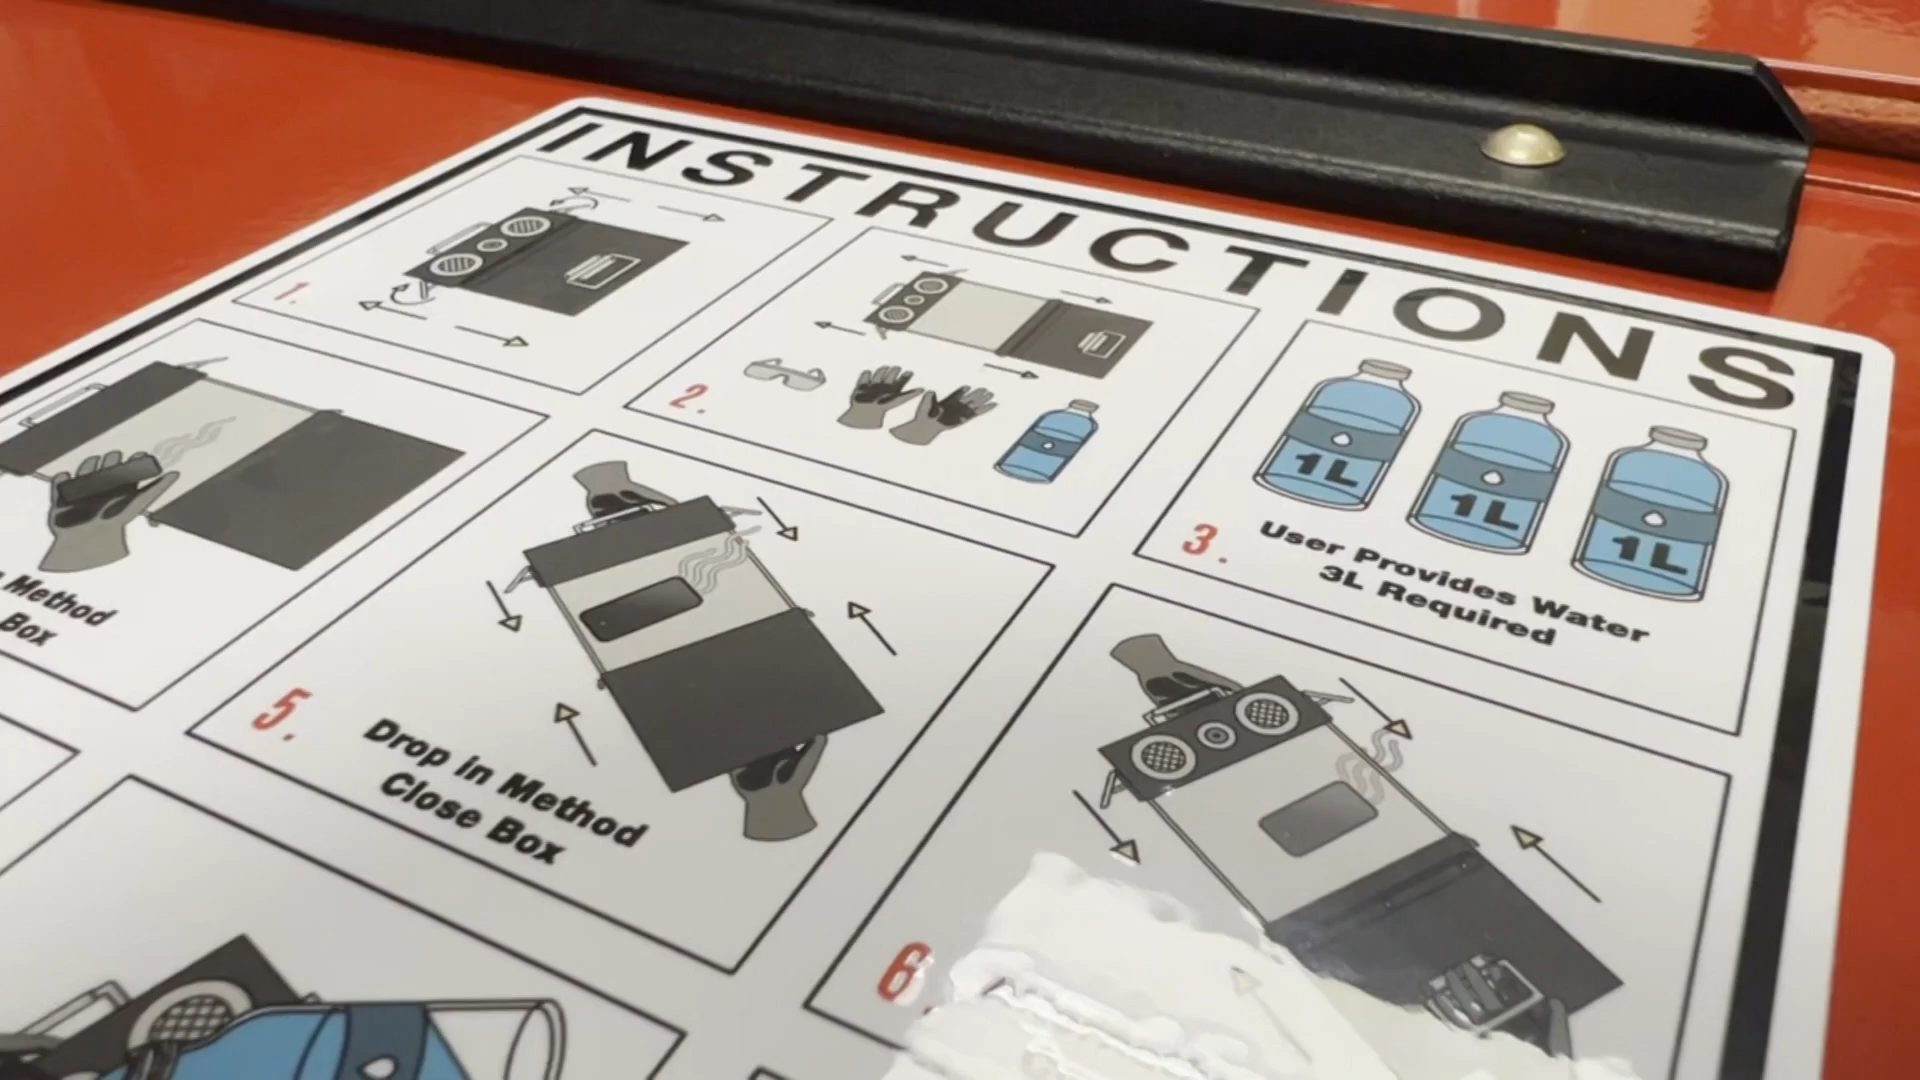 INSTRUCTIONS
1.
2.
1L
1L
1L
3.
User Provides Water
3L Required
Method
Box
5.
Drop in Method
Close Box
6.